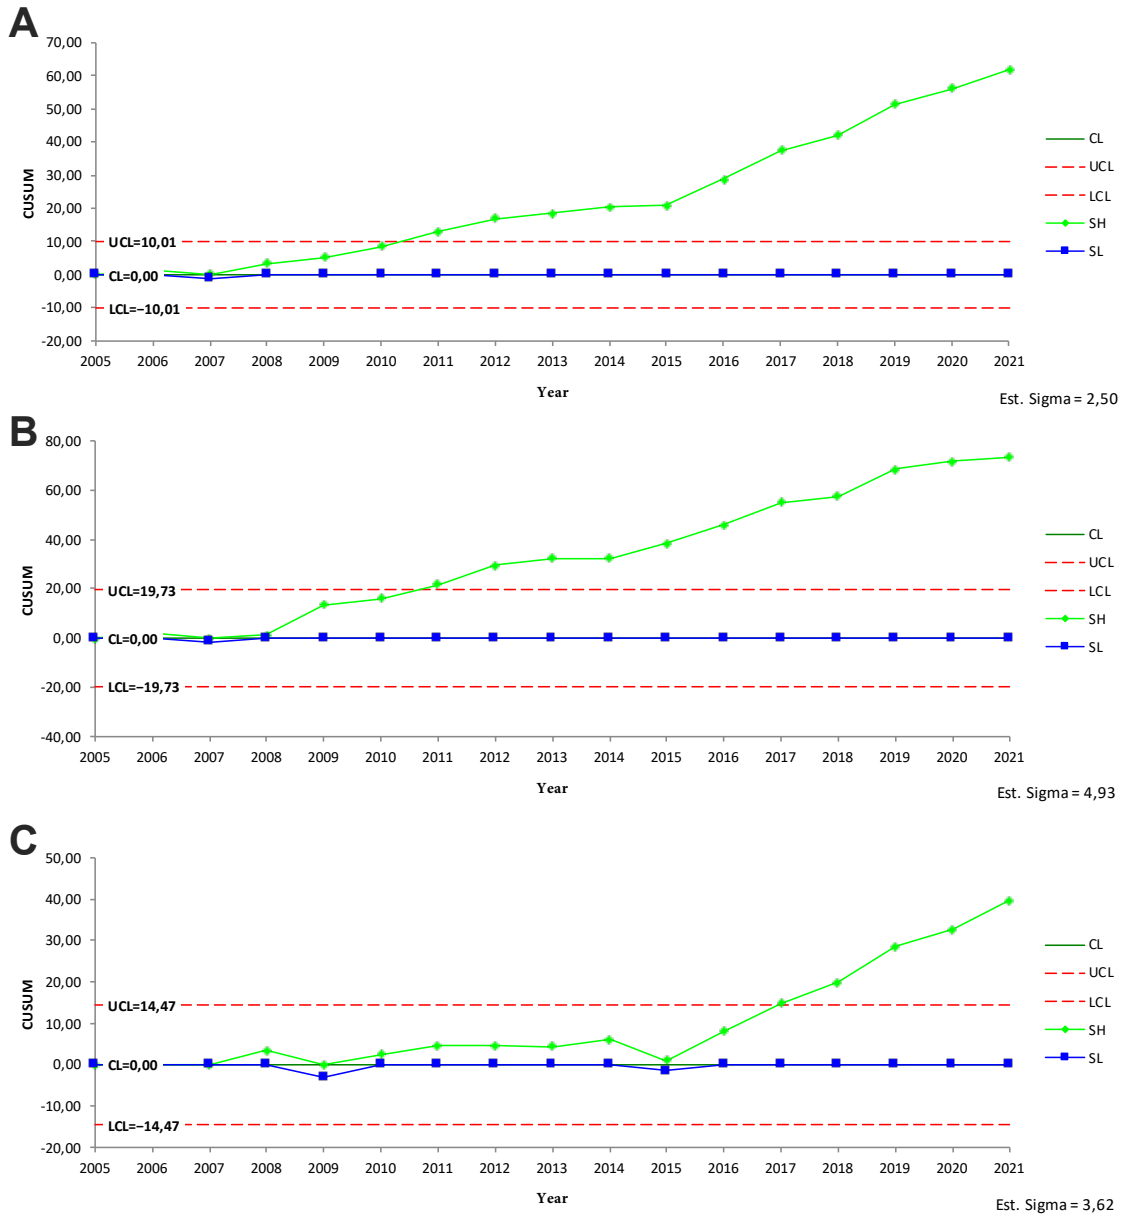 A
70,00
60,00
50,00
40,00
30,00
20,00
10,00
0,00
-10,00
-20,00
CUSUM
UCL=10,01
CL=0,00
LCL=−10,01
2005 2006 2007 2008 2009 2010 2011 2012 2013 2014 2015 2016 2017 2018 2019 2020 2021
Year
CL
UCL
LCL
SH
SL
Est. Sigma = 2,50
B
80,00
60,00
40,00
20,00
0,00
-20,00
-40,00
CUSUM
UCL=19,73
CL=0,00
LCL=−19,73
2005 2006 2007 2008 2009 2010 2011 2012 2013 2014 2015 2016 2017 2018 2019 2020 2021
Year
CL
UCL
LCL
SH
SL
Est. Sigma = 4,93
C
50,00
40,00
30,00
20,00
10,00
0,00
-10,00
-20,00
CUSUM
UCL=14,47
CL=0,00
LCL=−14,47
2005 2006 2007 2008 2009 2010 2011 2012 2013 2014 2015 2016 2017 2018 2019 2020 2021
Year
CL
UCL
LCL
SH
SL
Est. Sigma = 3,62